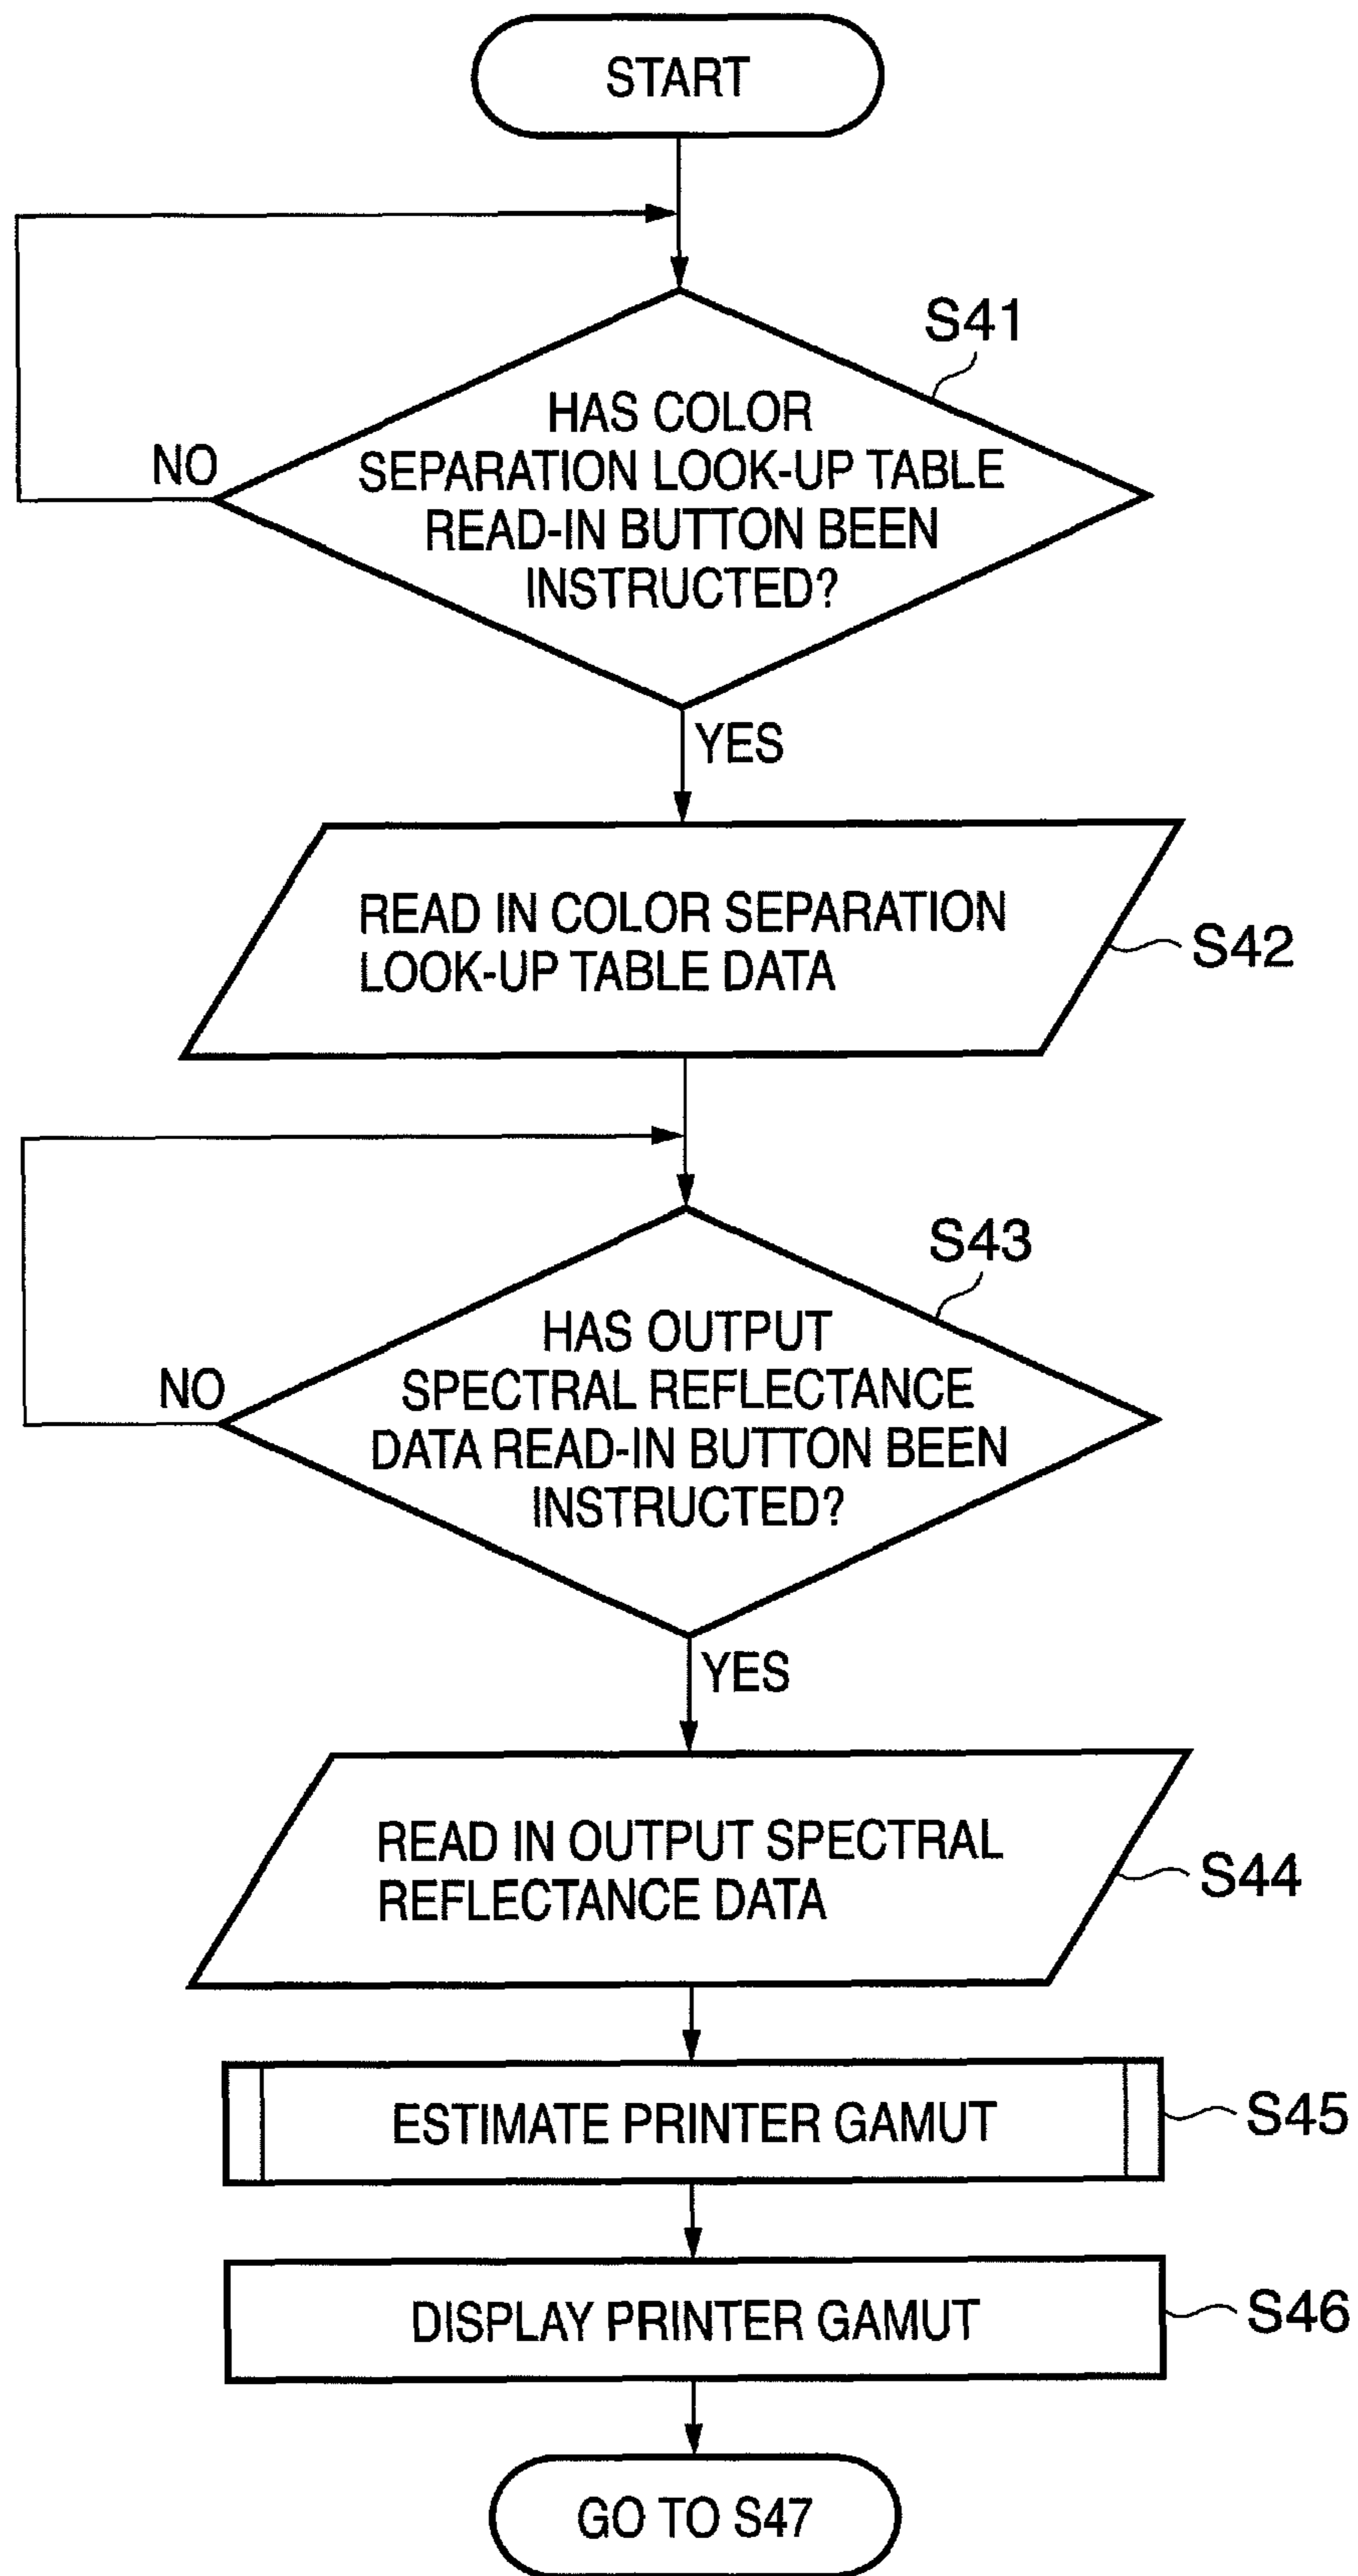 START
S41
HAS COLOR
SEPARATION LOOK-UP TABLE
READ-IN BUTTON BEEN
INSTRUCTED?
NO
YES
READ IN COLOR SEPARATION
LOOK-UP TABLE DATA
S42
S43
HAS OUTPUT
SPECTRAL REFLECTANCE
DATA READ-IN BUTTON BEEN
INSTRUCTED?
NO
YES
READ IN OUTPUT SPECTRAL
REFLECTANCE DATA
S44
ESTIMATE PRINTER GAMUT
S45
DISPLAY PRINTER GAMUT
S46
GO TO S47